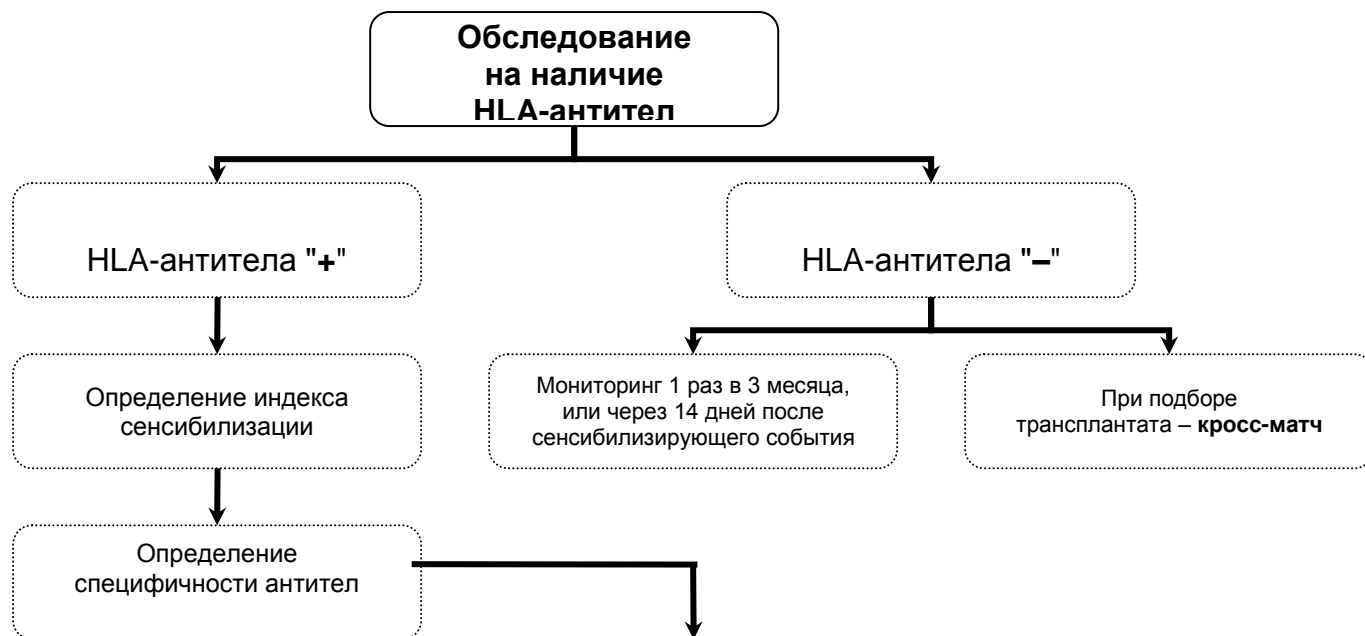 Обследование
на наличие
HLA-антител
HLA-антитела "+"
HLA-антитела "–"
Определение индекса
сенсибилизации
Мониторинг 1 раз в 3 месяца,
или через 14 дней после
сенсибилизирующего события
При подборе
трансплантата – кросс-матч
Определение
специфичности антител